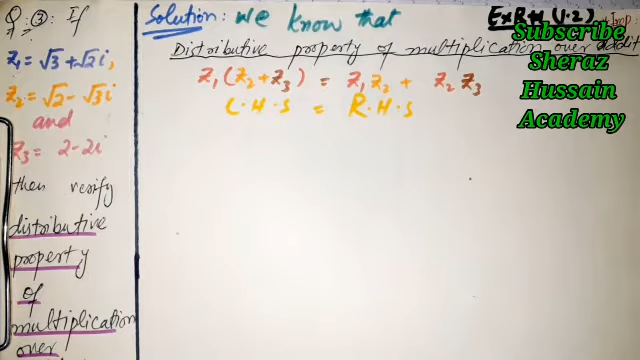 Q: ③: If
z₁ = √3 + √2i,
z₂ = √2 - √3i
and
z₃ = 2 - 2i
then verify
distributive
property
of
multiplication
over
Solution: we know that
Ex # (1.2)
Distributive property of multiplication over addit
z₁(z₂+z₃) = z₁z₂ + z₂z₃
L.H.S = R.H.S
Subscribe
Sheraz
Hussain
Academy